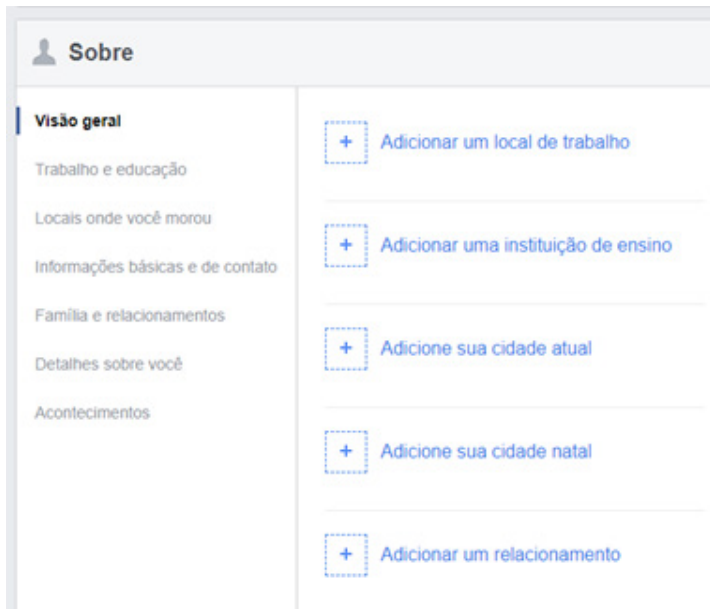 Sobre
Visão geral
Trabalho e educação
Locais onde você morou
Informações básicas e de contato
Família e relacionamentos
Detalhes sobre você
Acontecimentos
+ Adicionar um local de trabalho
+ Adicionar uma instituição de ensino
+ Adicione sua cidade atual
+ Adicione sua cidade natal
+ Adicionar um relacionamento